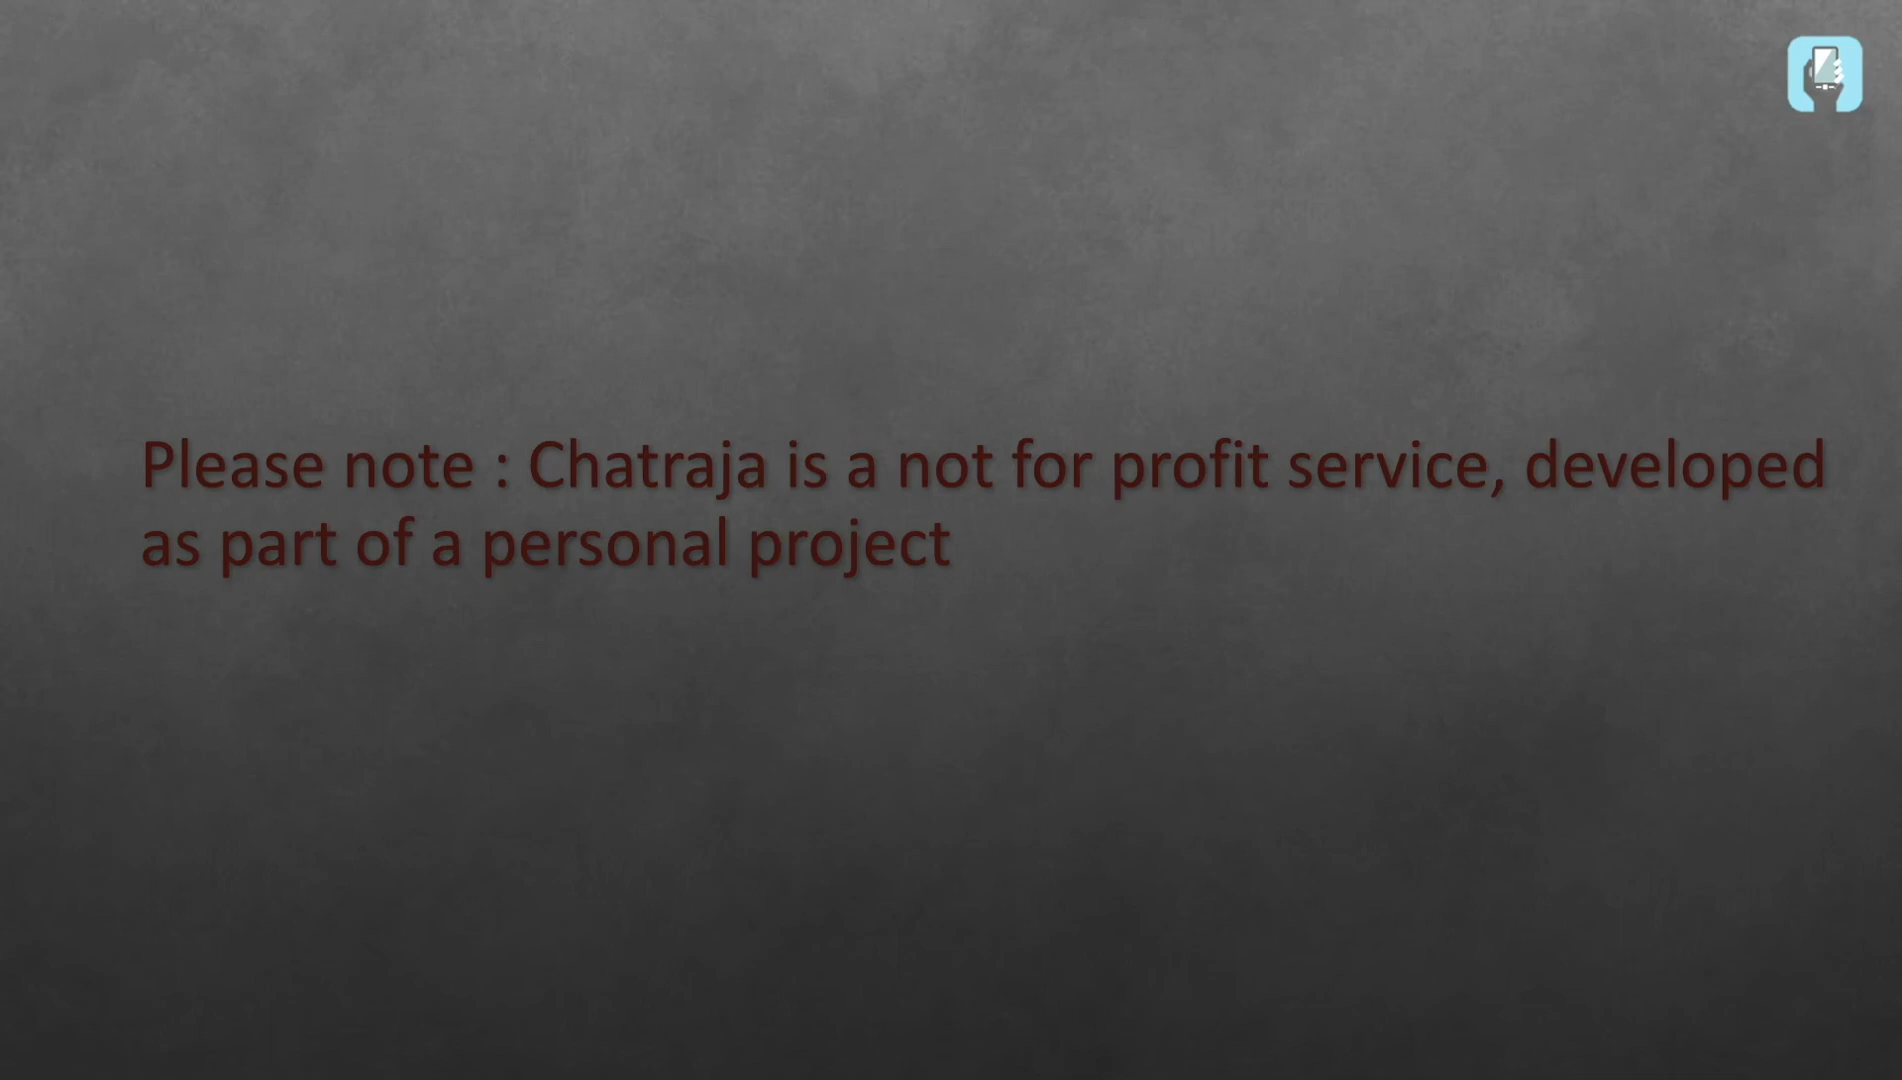 Please note : Chatraja is a not for profit service, developed
as part of a personal project